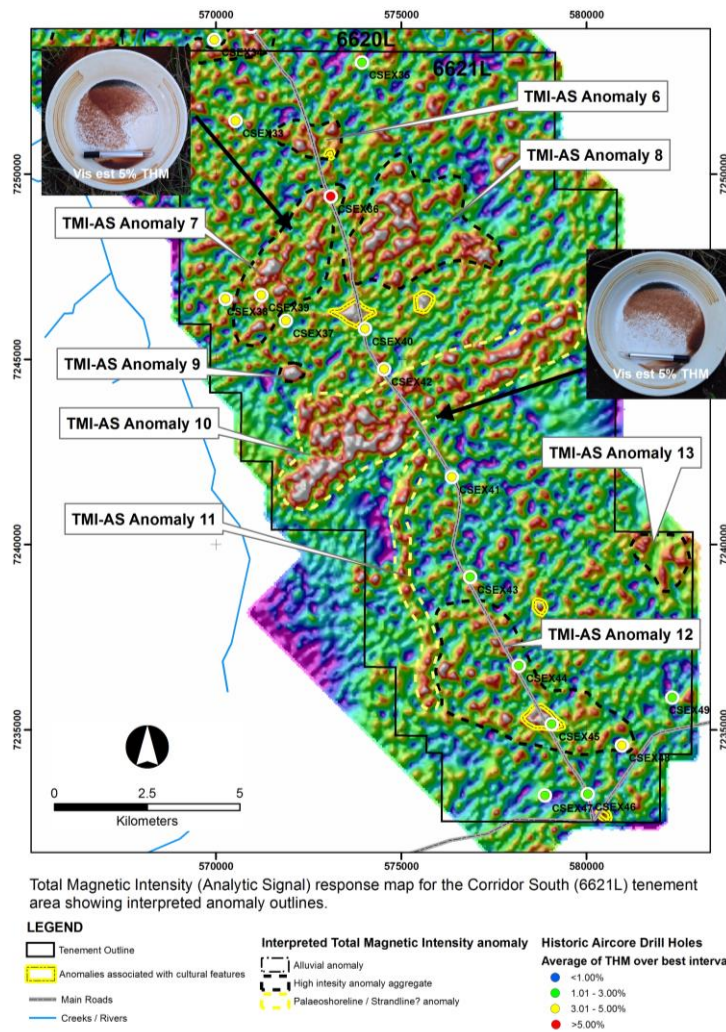 570000
575000
580000
6620L
6621L
CSEX34
CSEX35
TMI-AS Anomaly 6
CSEX33
TMI-AS Anomaly 8
Vis est 5% THM
7250000
7250000
CSEX36
TMI-AS Anomaly 7
CSEX38
CSEX39
CSEX37
CSEX40
7245000
7245000
TMI-AS Anomaly 9
CSEX42
Vis est 5% THM
TMI-AS Anomaly 10
TMI-AS Anomaly 13
CSEX41
TMI-AS Anomaly 11
7240000
7240000
CSEX43
TMI-AS Anomaly 12
CSEX44
CSEX49
7235000
7235000
CSEX45
CSEX48
CSEX47
CSEX46
0 2.5 5
Kilometers
570000
575000
580000
Total Magnetic Intensity (Analytic Signal) response map for the Corridor South (6621L) tenement
area showing interpreted anomaly outlines.
LEGEND
Tenement Outline
Anomalies associated with cultural features
Main Roads
Creeks / Rivers
Interpreted Total Magnetic Intensity anomaly
Alluvial anomaly
High intesity anomaly aggregate
Palaeoshoreline / Strandline? anomaly
Historic Aircore Drill Holes
Average of THM over best interva
<1.00%
1.01 - 3.00%
3.01 - 5.00%
>5.00%